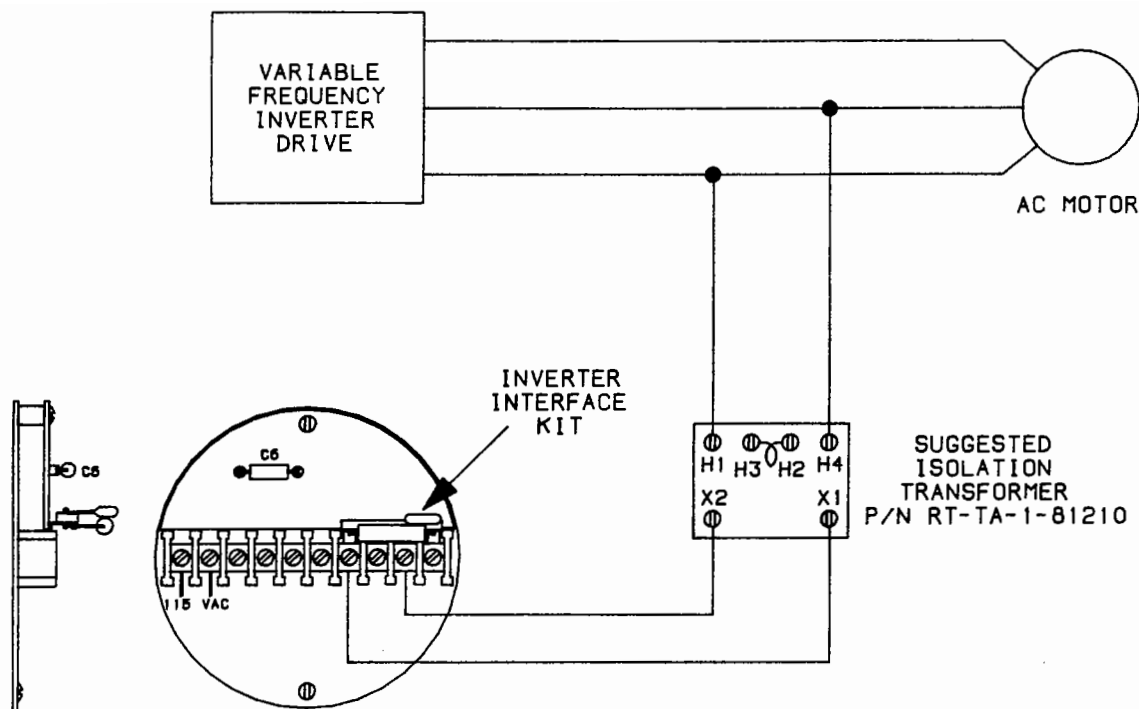 VARIABLE
FREQUENCY
INVERTER
DRIVE
AC MOTOR
INVERTER
INTERFACE
KIT
H1
H3
H2
H4
X2
X1
SUGGESTED
ISOLATION
TRANSFORMER
P/N RT-TA-1-81210
C6
C6
115 VAC